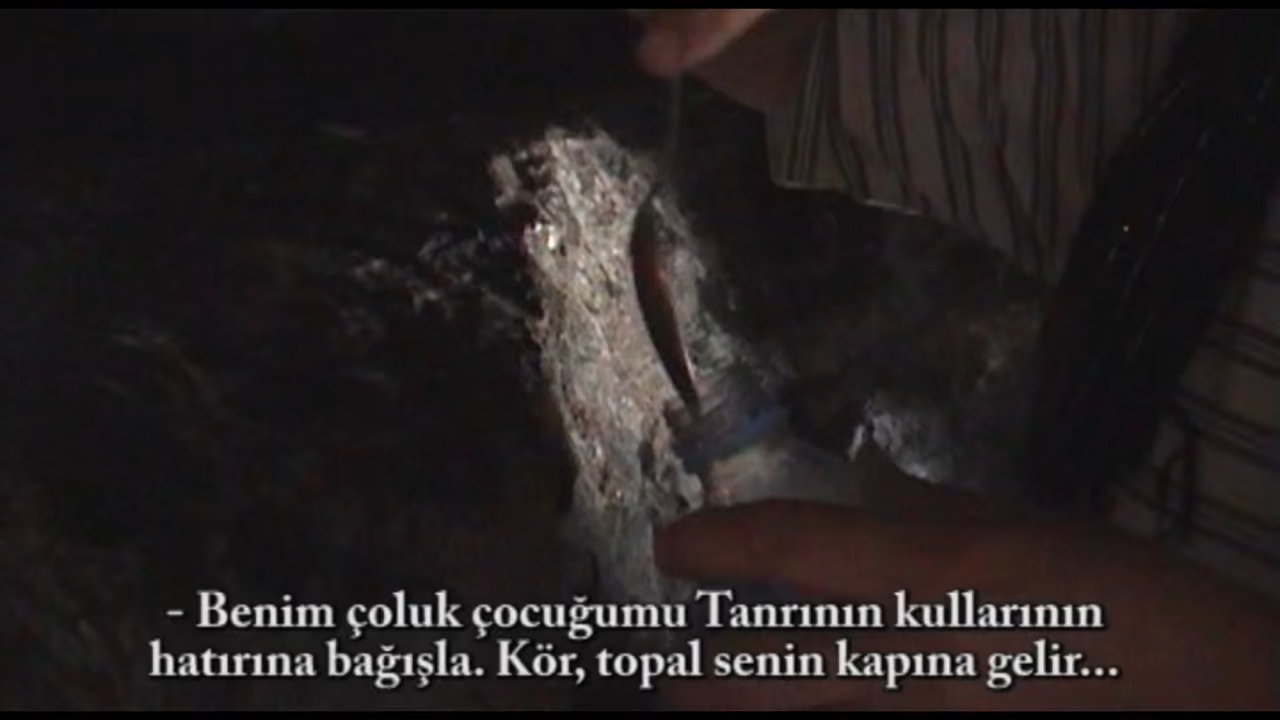 - Benim çoluk çocuğumu Tanrının kullarının
hatırına bağışla. Kör, topal senin kapına gelir...